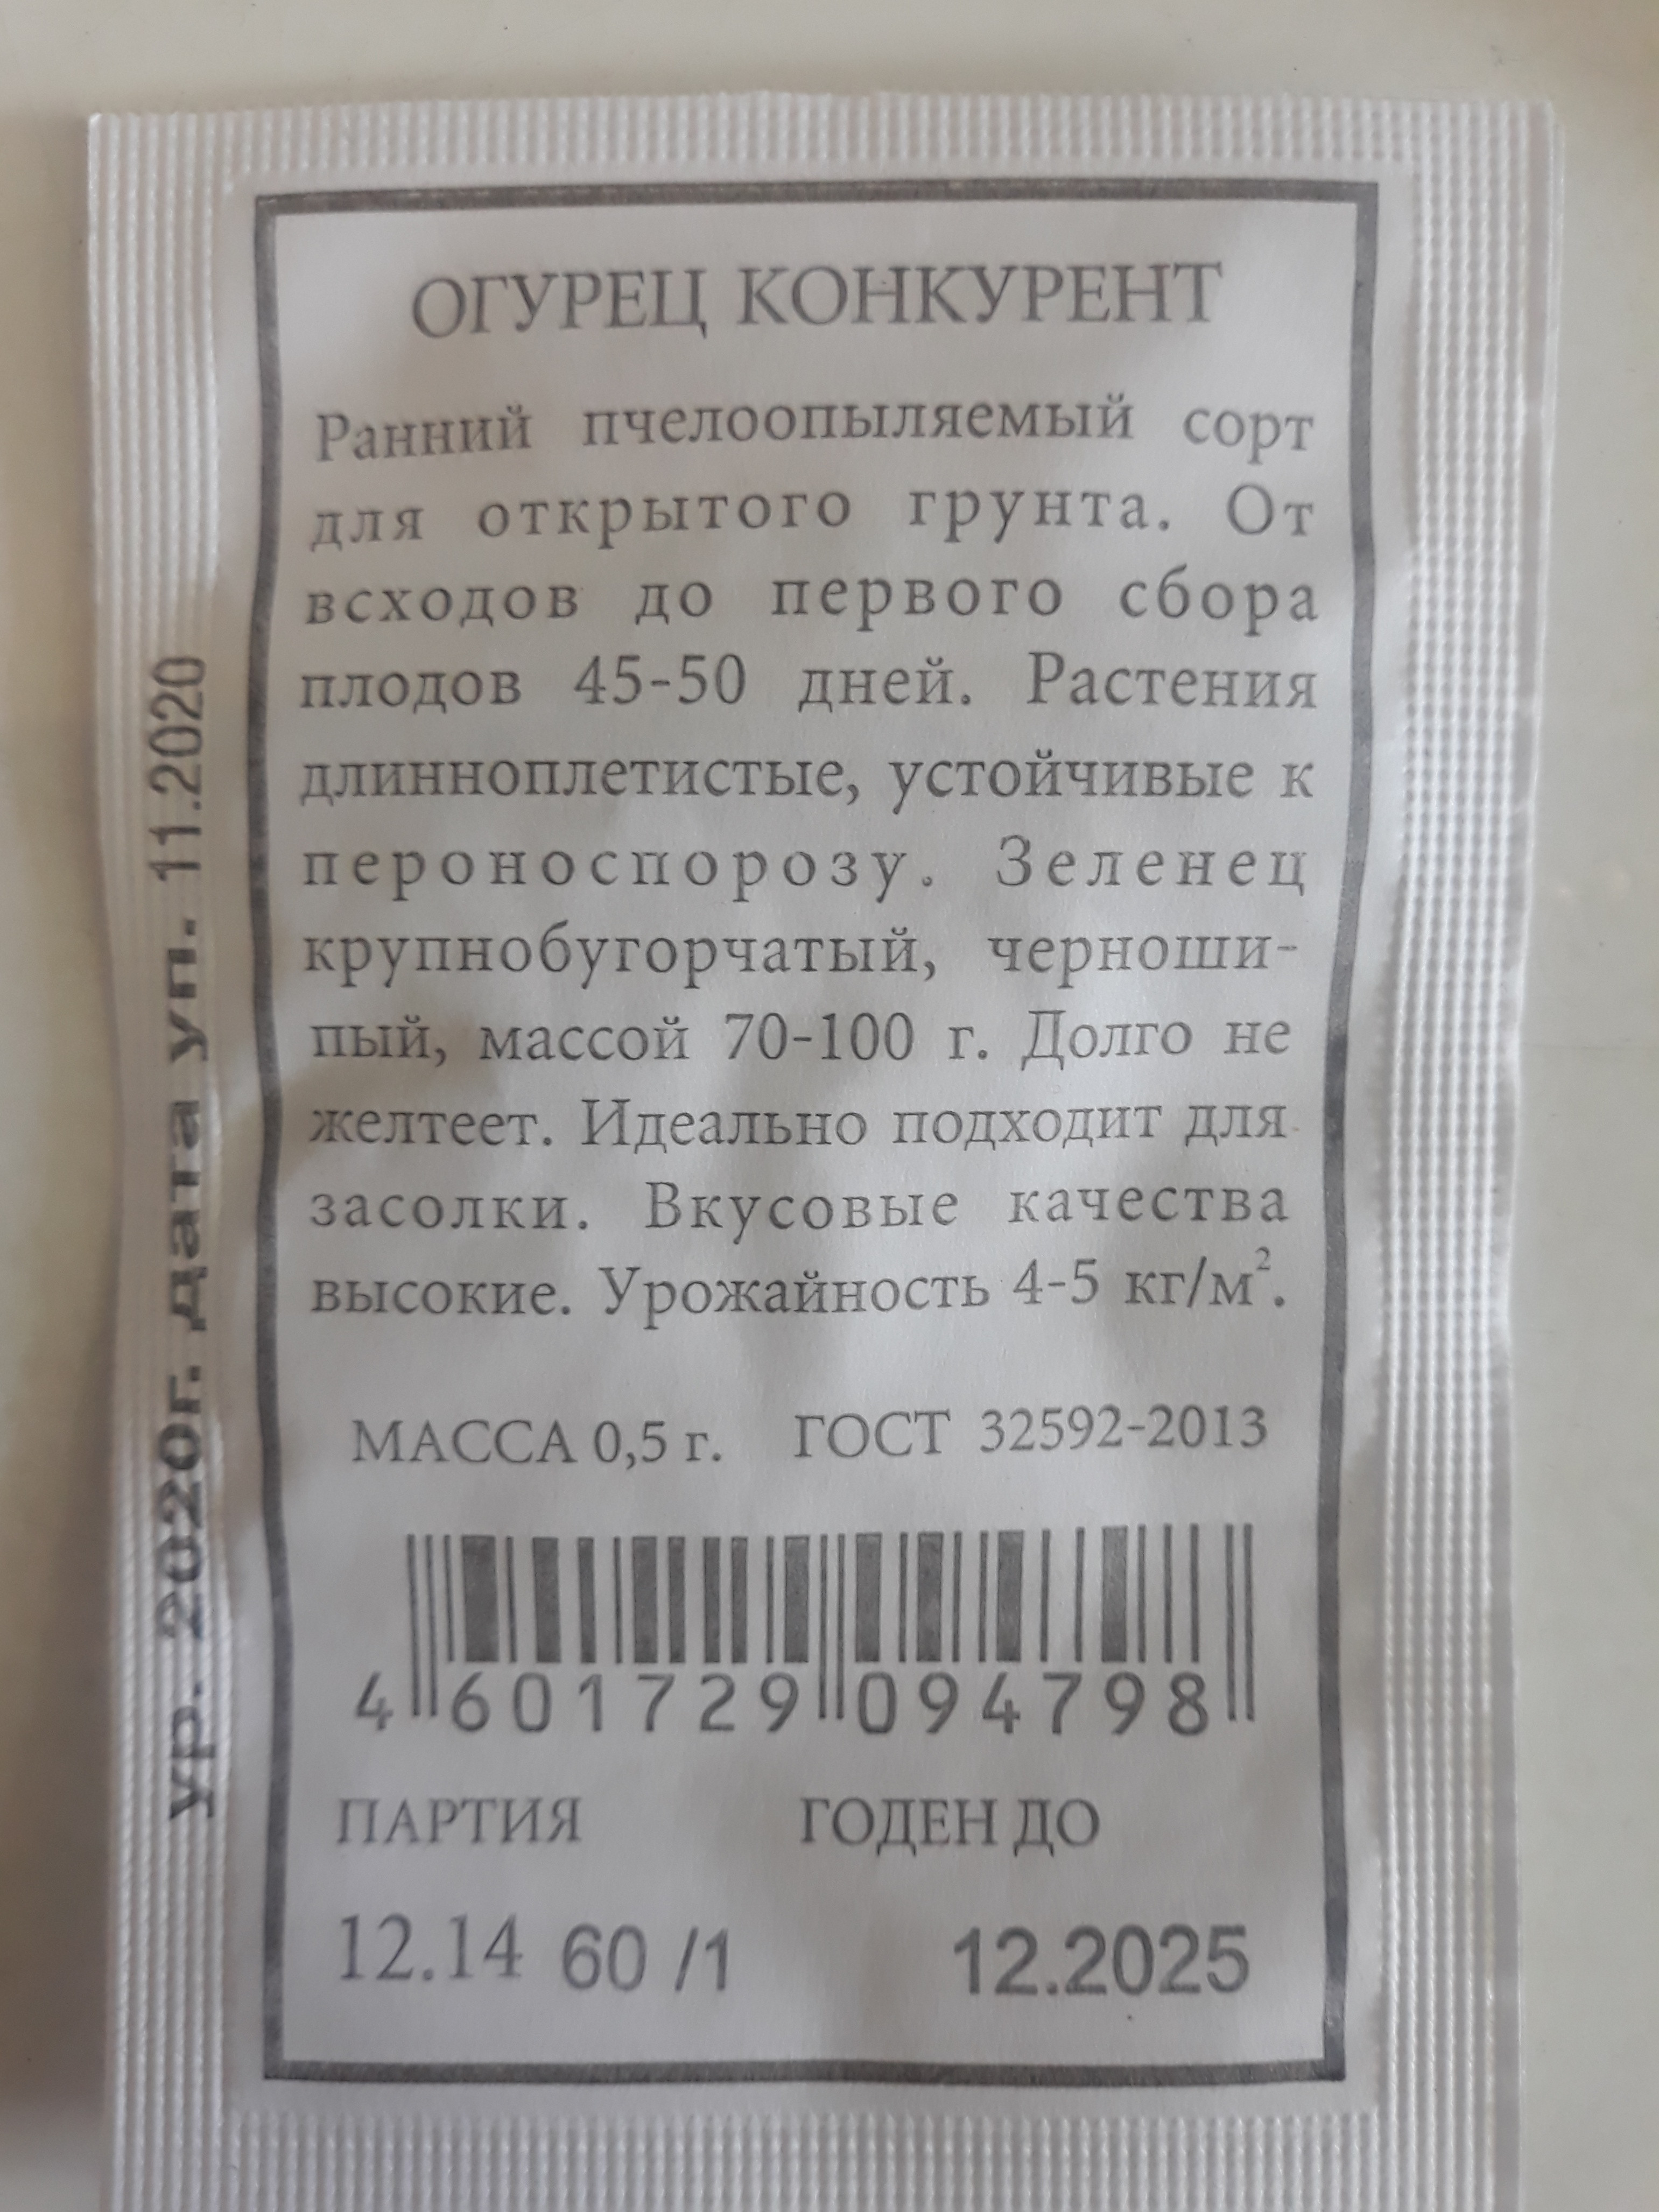 ОГУРЕЦ КОНКУРЕНТ
Ранний пчелоопыляемый сорт
для открытого грунта. От
всходов до первого сбора
плодов 45-50 дней. Растения
длинноплетистые, устойчивые к
пероноспорозу. Зеленец
крупнобугорчатый, черноши-
пый, массой 70-100 г. Долго не
желтеет. Идеально подходит для
засолки. Вкусовые качества
высокие. Урожайность 4-5 кг/м².
МАССА 0,5 г. ГОСТ 32592-2013
4 601729 094798
ПАРТИЯ ГОДЕН ДО
12.14 60 /1 12.2025
ур. 2020г. дата уп. 11.2020